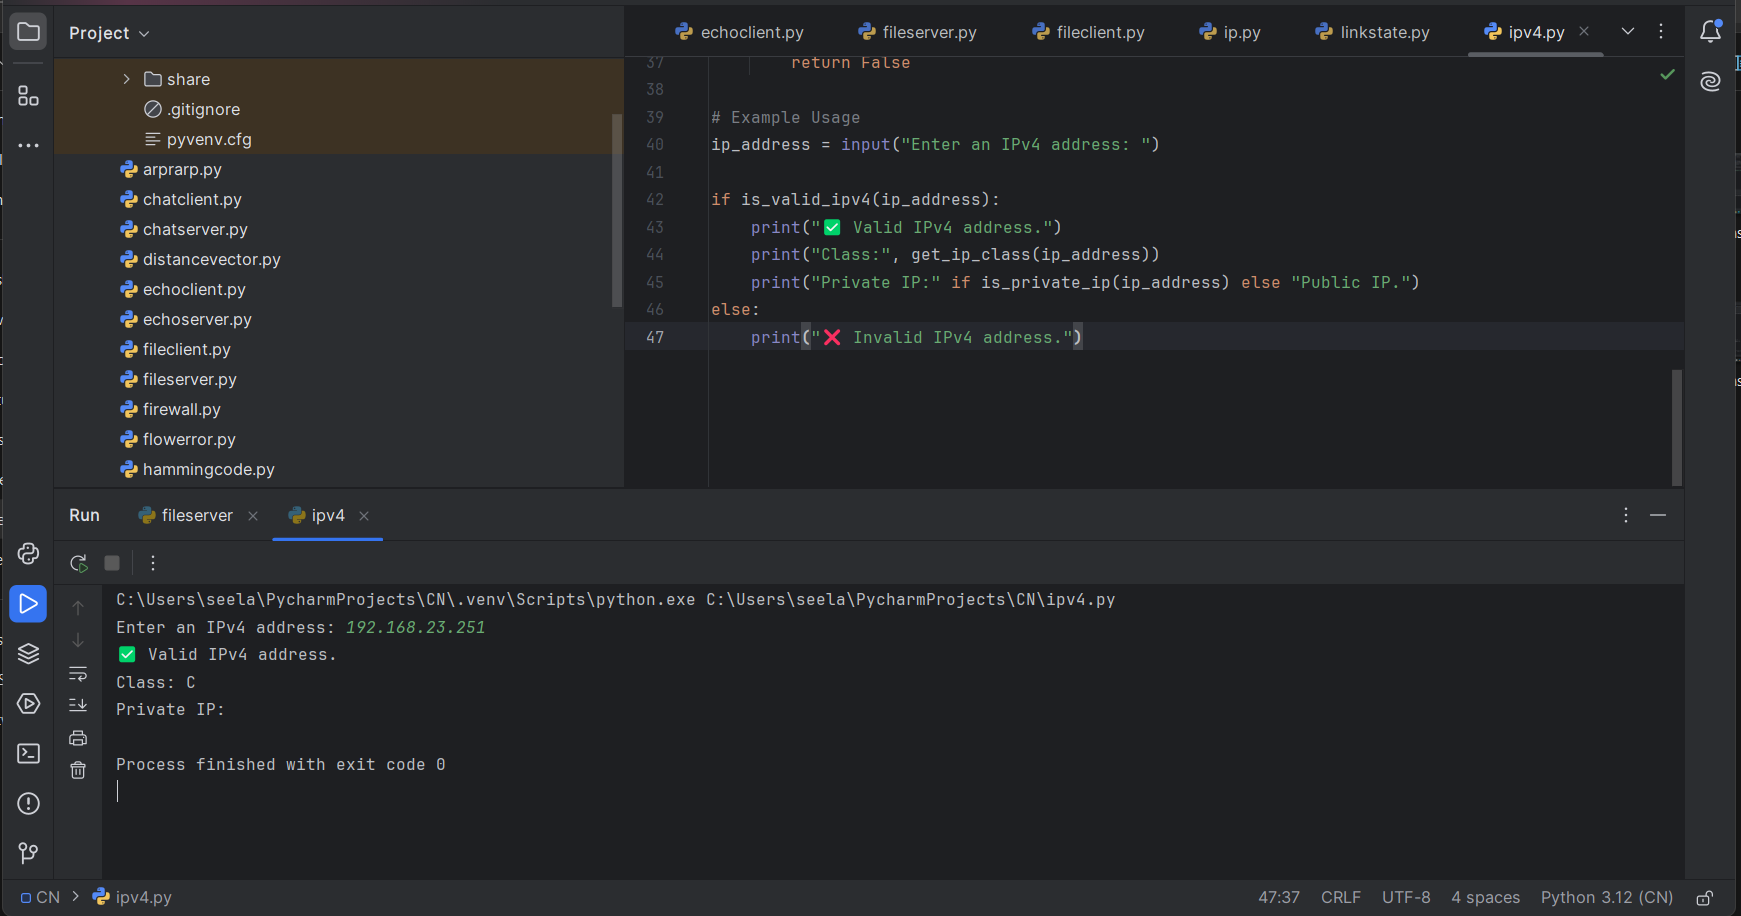 Project
share
.gitignore
pyvenv.cfg
arprarp.py
chatclient.py
chatserver.py
distancevector.py
echoclient.py
echoserver.py
fileclient.py
fileserver.py
firewall.py
flowerror.py
hammingcode.py
echoclient.py fileserver.py fileclient.py ip.py linkstate.py ipv4.py
37 return False
38
39 # Example Usage
40 ip_address = input("Enter an IPv4 address: ")
41
42 if is_valid_ipv4(ip_address):
43 print("✅ Valid IPv4 address.")
44 print("Class:", get_ip_class(ip_address))
45 print("Private IP:" if is_private_ip(ip_address) else "Public IP.")
46 else:
47 print("❌ Invalid IPv4 address.")
Run fileserver ipv4
C:\Users\seela\PycharmProjects\CN\.venv\Scripts\python.exe C:\Users\seela\PycharmProjects\CN\ipv4.py
Enter an IPv4 address: 192.168.23.251
✅ Valid IPv4 address.
Class: C
Private IP:
Process finished with exit code 0
CN > ipv4.py 47:37 CRLF UTF-8 4 spaces Python 3.12 (CN)